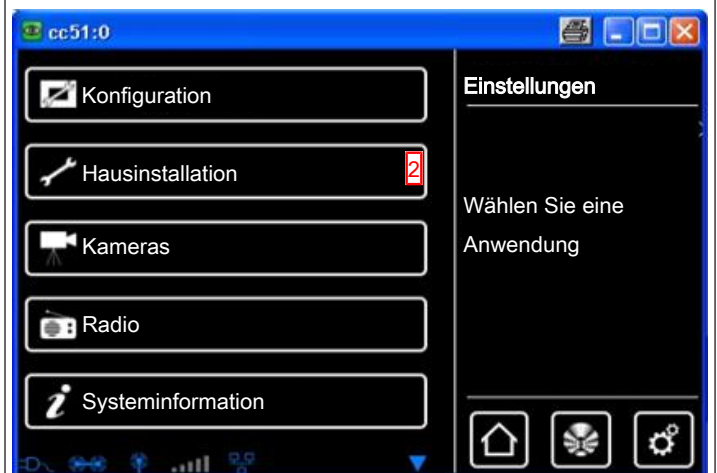 cc51:0
Konfiguration
Hausinstallation 2
Kameras
Radio
Systeminformation
Einstellungen
Wählen Sie eine
Anwendung